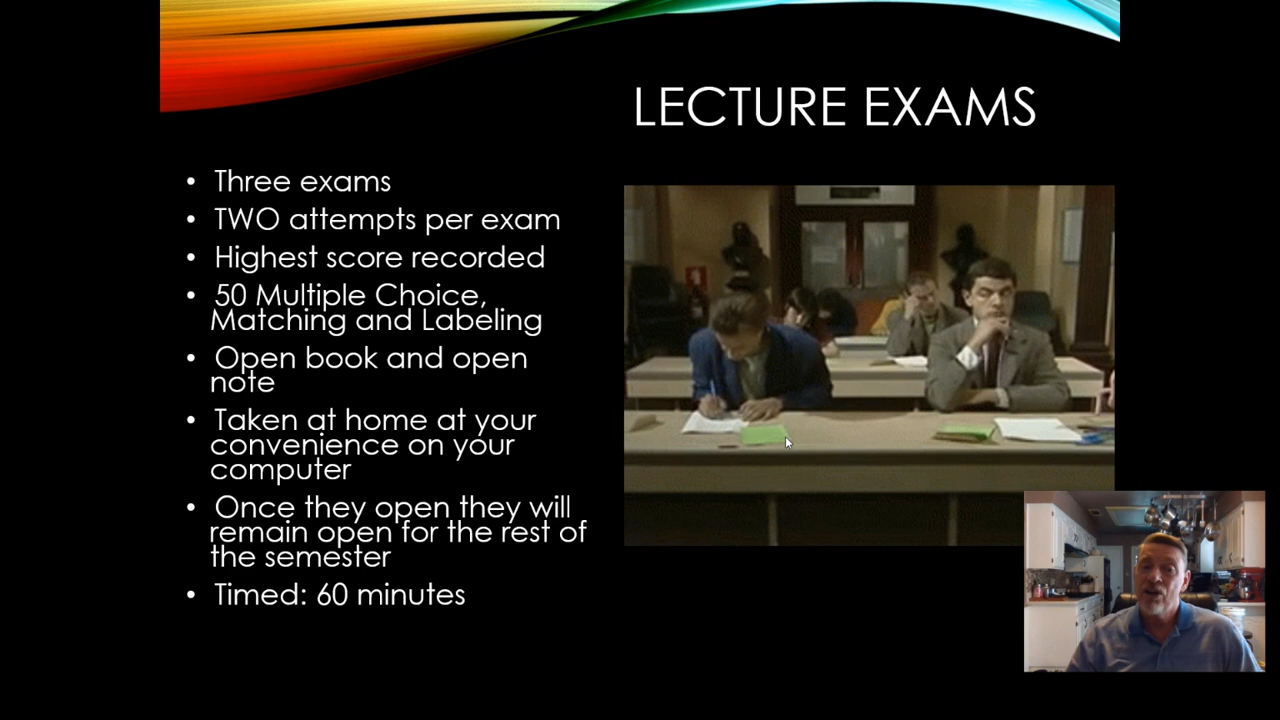 LECTURE EXAMS
• Three exams
• TWO attempts per exam
• Highest score recorded
• 50 Multiple Choice,
Matching and Labeling
• Open book and open
note
• Taken at home at your
convenience on your
computer
• Once they open they will
remain open for the rest of
the semester
• Timed: 60 minutes